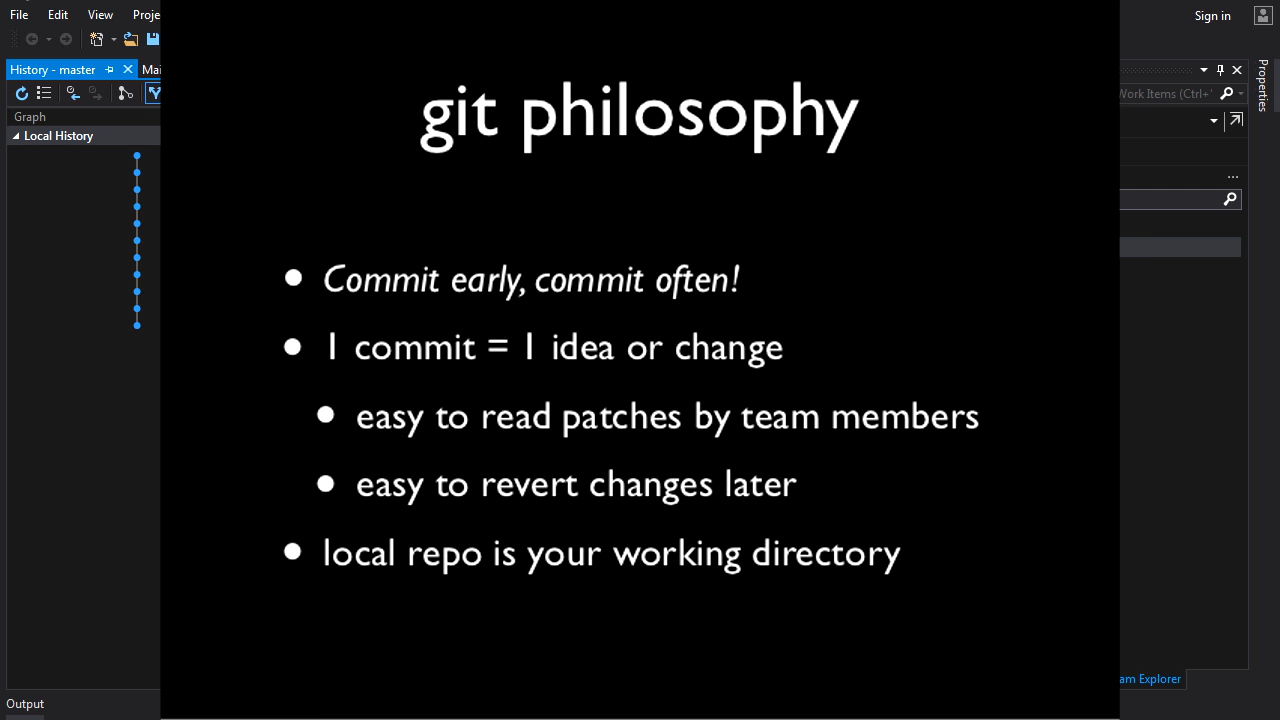 File Edit View Proje
Sign in
History - master
Mai
Work Items (Ctrl+'
Properties
Graph
Local History
git philosophy
Commit early, commit often!
1 commit = 1 idea or change
easy to read patches by team members
easy to revert changes later
local repo is your working directory
am Explorer
Output